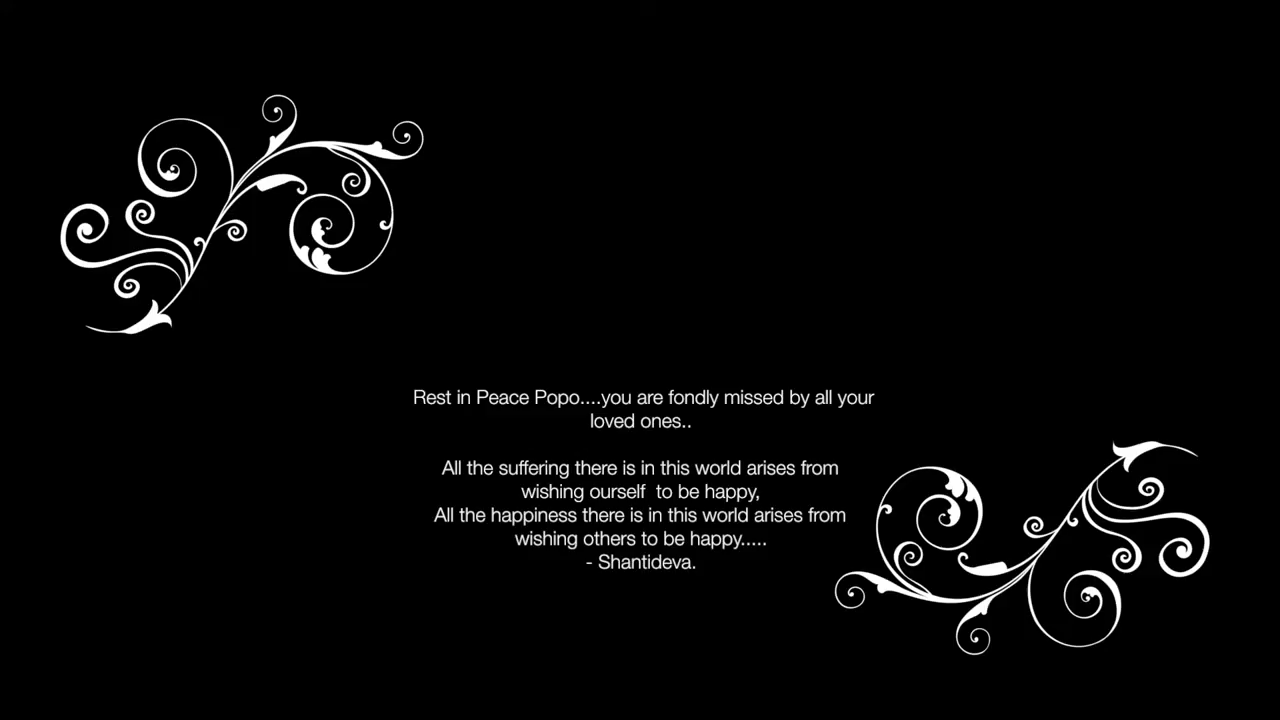 Rest in Peace Popo....you are fondly missed by all your
loved ones..
All the suffering there is in this world arises from
wishing ourself  to be happy,
All the happiness there is in this world arises from
wishing others to be happy.....
- Shantideva.